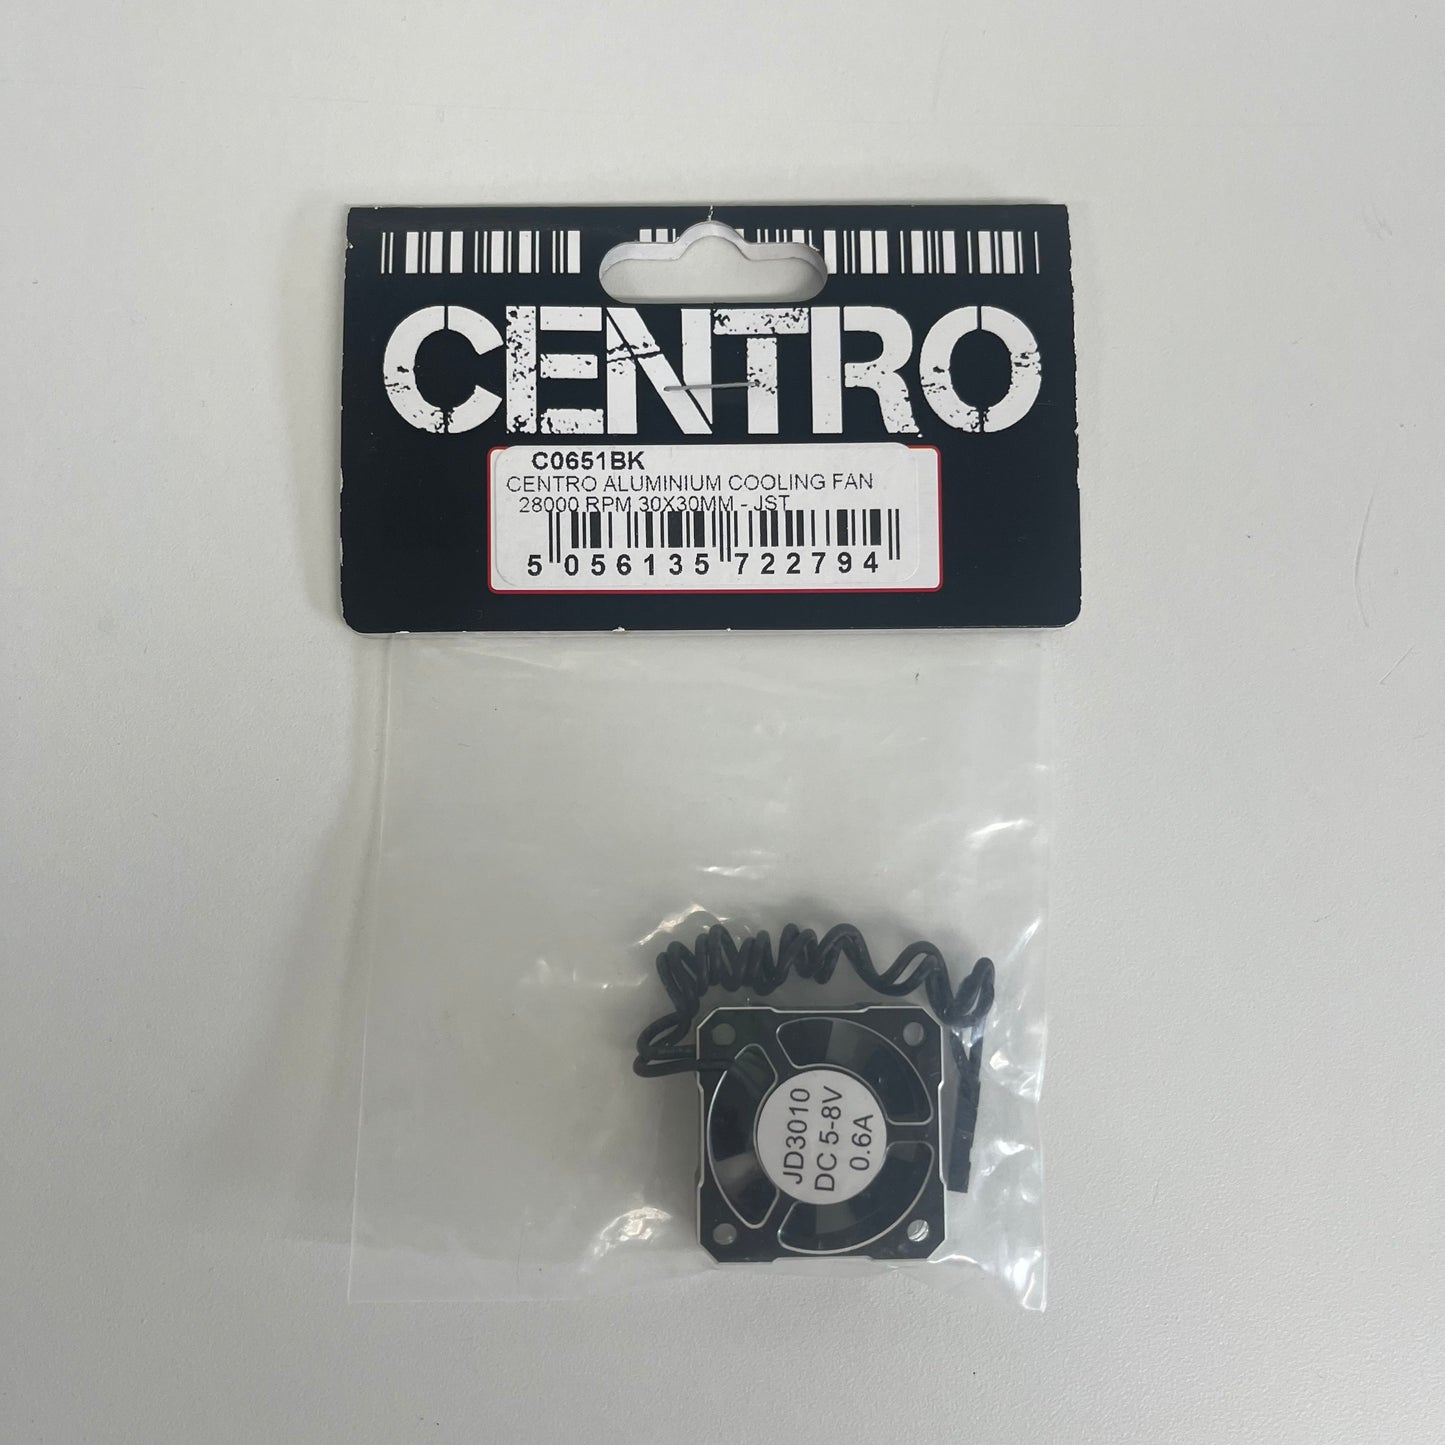 CENTRO
C0651BK
CENTRO ALUMINIUM COOLING FAN
28000 RPM 30X30MM - JST
5 056135 722794
JD3010
DC 5-8V
0.6A